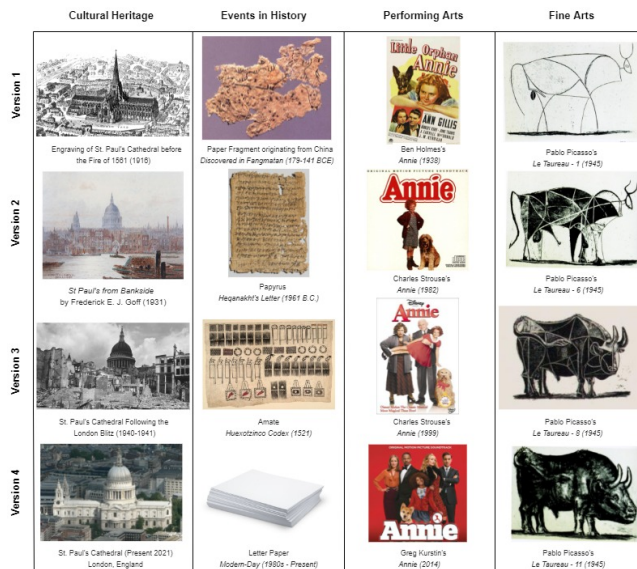 Cultural Heritage
Events in History
Performing Arts
Fine Arts
Version 1
Engraving of St. Paul's Cathedral before
the Fire of 1561 (1916)
Paper Fragment originating from China
Discovered in Fangmatan (179-141 BCE)
Little Orphan
Annie
ANN
GILLIS
Ben Holmes's
Annie (1938)
Pablo Picasso's
Le Taureau - 1 (1945)
Version 2
St Paul's from Bankside
by Frederick E. J. Goff (1931)
Papyrus
Heqanakht's Letter (1961 B.C.)
ORIGINAL MOTION PICTURE SOUNDTRACK
Annie
Charles Strouse's
Annie (1982)
Pablo Picasso's
Le Taureau - 6 (1945)
Version 3
St. Paul's Cathedral Following the
London Blitz (1940-1941)
Amate
Huexotzinco Codex (1521)
Disney
Annie
Charles Strouse's
Annie (1999)
Pablo Picasso's
Le Taureau - 8 (1945)
Version 4
St. Paul's Cathedral (Present 2021)
London, England
Letter Paper
Modern-Day (1980s - Present)
ORIGINAL MOTION PICTURE SOUNDTRACK
ANNIE
Greg Kurstin's
Annie (2014)
Pablo Picasso's
Le Taureau - 11 (1945)